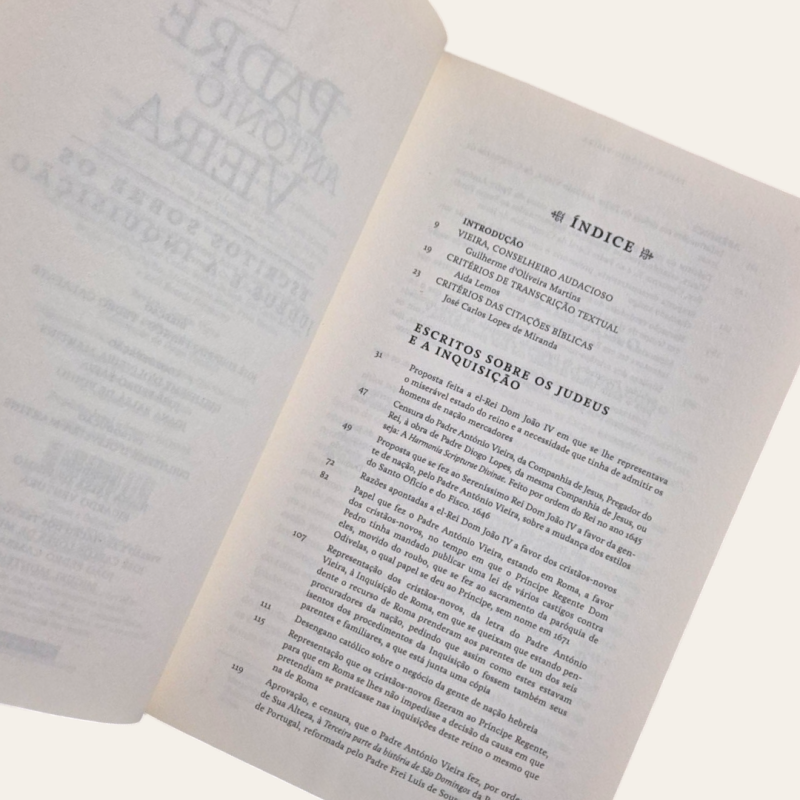 ÍNDICE
9 INTRODUÇÃO
VIEIRA, CONSELHEIRO AUDACIOSO
Guilherme d'Oliveira Martins
19 CRITÉRIOS DE TRANSCRIÇÃO TEXTUAL
Aida Lemos
23 CRITÉRIOS DAS CITAÇÕES BÍBLICAS
José Carlos Lopes de Miranda
ESCRITOS SOBRE OS JUDEUS
E A INQUISIÇÃO
31 Proposta feita a el-Rei Dom João IV em que se lhe representava
o miserável estado do reino e a necessidade que tinha de admitir os
homens de nação mercadores
47 Censura do Padre António Vieira, da Companhia de Jesus, Pregador do
Rei, à obra de Padre Diogo Lopes, da mesma Companhia de Jesus, ou
seja: A Harmonia Scripturae Divinae. Feito por ordem do Rei no ano 1645
49 Proposta que se fez ao Sereníssimo Rei Dom João IV a favor da gen-
te de nação, pelo Padre António Vieira, sobre a mudança dos estilos
do Santo Ofício e do Fisco. 1646
72 Razões apontadas a el-Rei Dom João IV a favor dos cristãos-novos
82 Papel que fez o Padre António Vieira, estando em Roma, a favor
dos cristãos-novos, no tempo em que o Príncipe Regente Dom
Pedro tinha mandado publicar uma lei de vários castigos contra
eles, movido do roubo, que se fez ao sacramento da paróquia de
Odivelas, o qual papel se deu ao Príncipe, sem nome em 1671
107 Representação dos cristãos-novos, da letra do Padre António
Vieira, à Inquisição de Roma, em que se queixam que estando pen-
dente o recurso de Roma prenderam aos parentes de um dos seis
procuradores da nação, pedindo que assim como estes estavam
isentos dos procedimentos da Inquisição o fossem também seus
parentes e familiares, a que está junta uma cópia
111 Desengano católico sobre o negócio da gente de nação hebreia
115 Representação que os cristãos-novos fizeram ao Príncipe Regente,
para que em Roma se lhes não impedisse a decisão da causa em que
pretendiam se praticasse nas inquisições deste reino o mesmo que
na de Roma
119 Aprovação, e censura, que o Padre António Vieira fez, por
de Sua Alteza, à Terceira parte da história de São Domingos da
de Portugal, reformada pelo Padre Frei Luís de
PADRE
ANTÓNIO
VIEIRA
SOBRE OS
INQUISIÇÃO